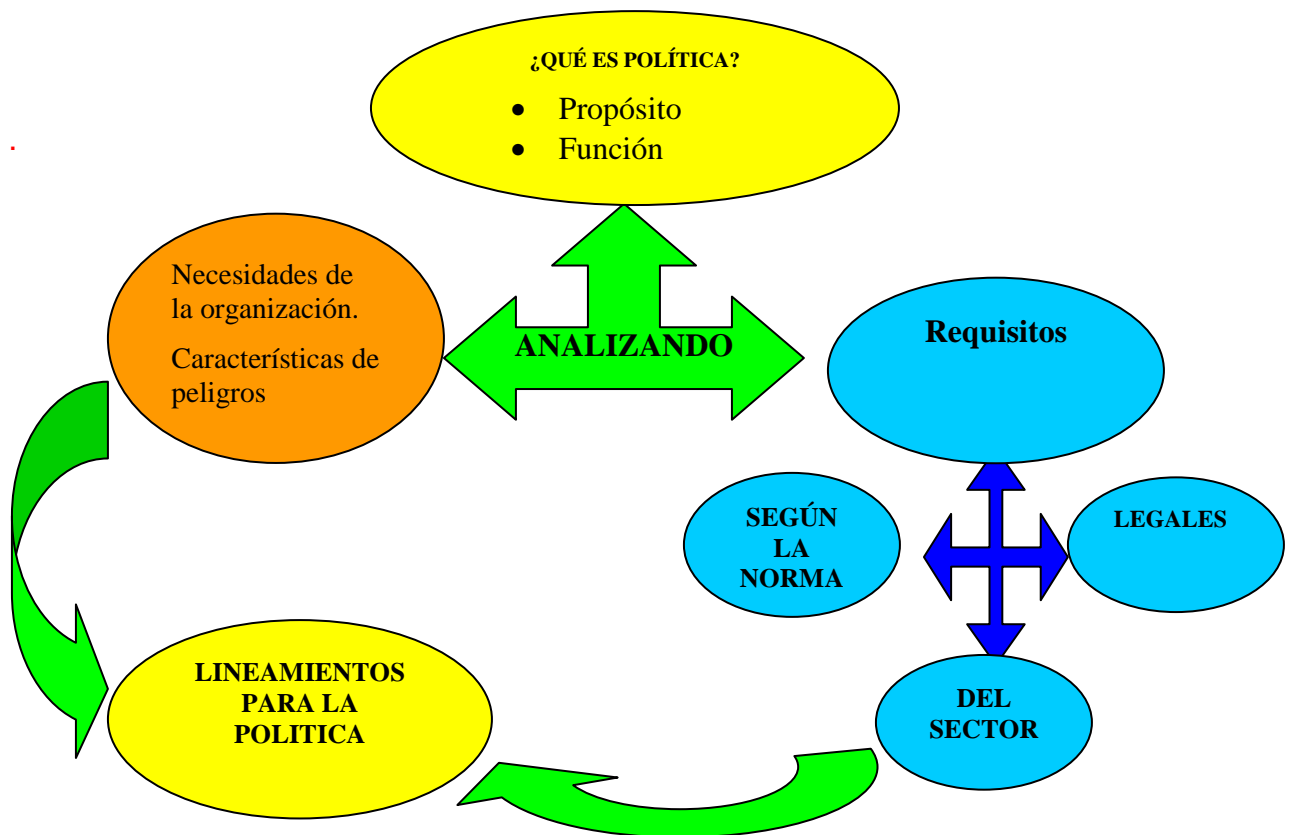 ¿QUÉ ES POLÍTICA?
• Propósito
• Función
Necesidades de
la organización.
Características de
peligros
ANALIZANDO
Requisitos
SEGÚN
LA
NORMA
LEGALES
LINEAMIENTOS
PARA LA
POLITICA
DEL
SECTOR